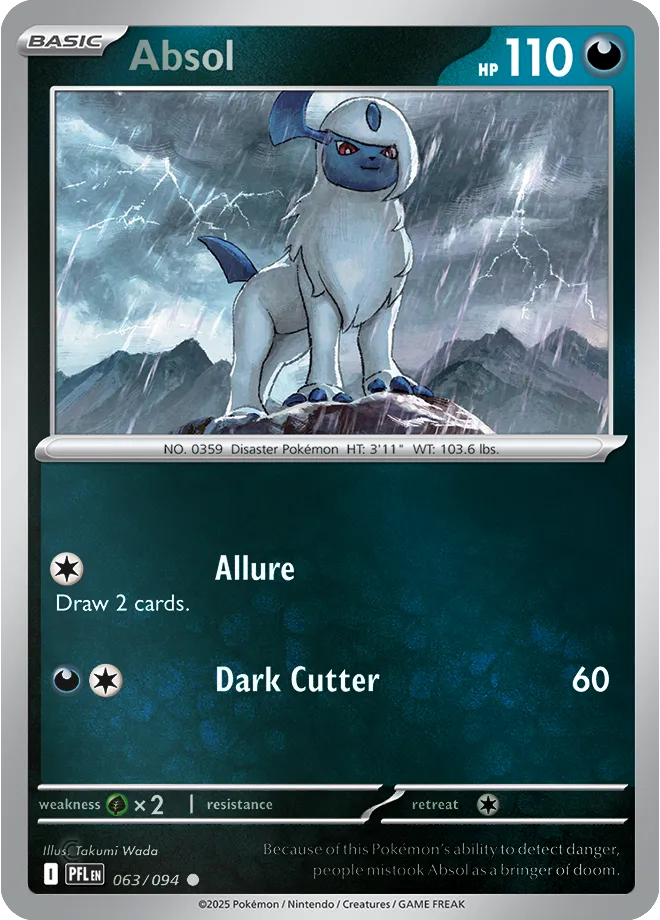 BASIC Absol HP 110
NO. 0359 Disaster Pokémon HT: 3'11" WT: 103.6 lbs.
Allure
Draw 2 cards.
Dark Cutter 60
weakness ×2 | resistance retreat
Illus. Takumi Wada
Because of this Pokémon's ability to detect danger,
people mistook Absol as a bringer of doom.
I PFL EN 063/094
©2025 Pokémon / Nintendo / Creatures / GAME FREAK